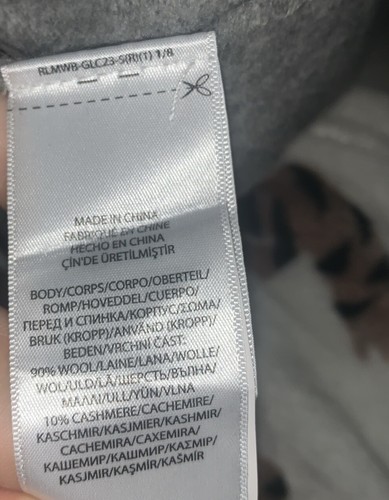 RLMWB-GLC23-S(R)(1) 1/8
MADE IN CHINA
FABRIQUÉ EN CHINE
HECHO EN CHINA
ÇİN'DE ÜRETİLMİŞTİR
BODY/CORPS/CORPO/OBERTEIL/
ROMP/HOVEDDEL/CUERPO/
ПЕРЕД И СПИНКА/КОРПУС/ΣΩΜΑ/
BRUK (KROPP)/ANVÄND (KROPP)/
BEDEN/VRCHNÍ ČÁST:
90% WOOL/LAINE/LANA/WOLLE/
WOL/ULD/LÃ/ШЕРСТЬ/ВЪЛНА/
ΜΑΛΛΙ/ULL/YÜN/VLNA
10% CASHMERE/CACHEMIRE/
KASCHMIR/KASJMIER/KASHMIR/
CACHEMIRA/CAXEMIRA/
КАШЕМИР/КАШМИР/ΚΑΣΜΙΡ/
KASJMIR/KAŞMİR/KAŠMÍR